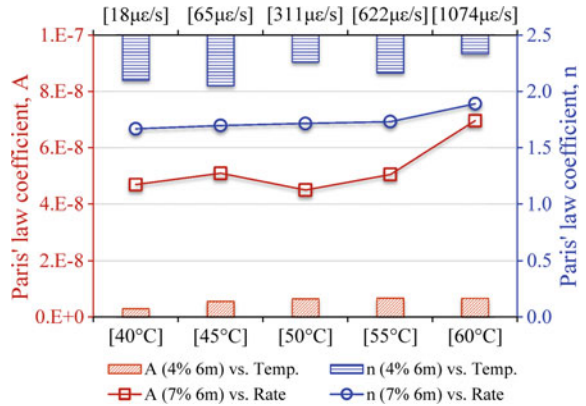 [18με/s] [65με/s] [311με/s] [622με/s] [1074με/s]
1.E-7 2.5
8.E-8 2.0
6.E-8 1.5
4.E-8 1.0
2.E-8 0.5
0.E+0 0.0
Paris' law coefficient, A
Paris' law coefficient, n
[40°C] [45°C] [50°C] [55°C] [60°C]
A (4% 6m) vs. Temp. n (4% 6m) vs. Temp.
A (7% 6m) vs. Rate n (7% 6m) vs. Rate